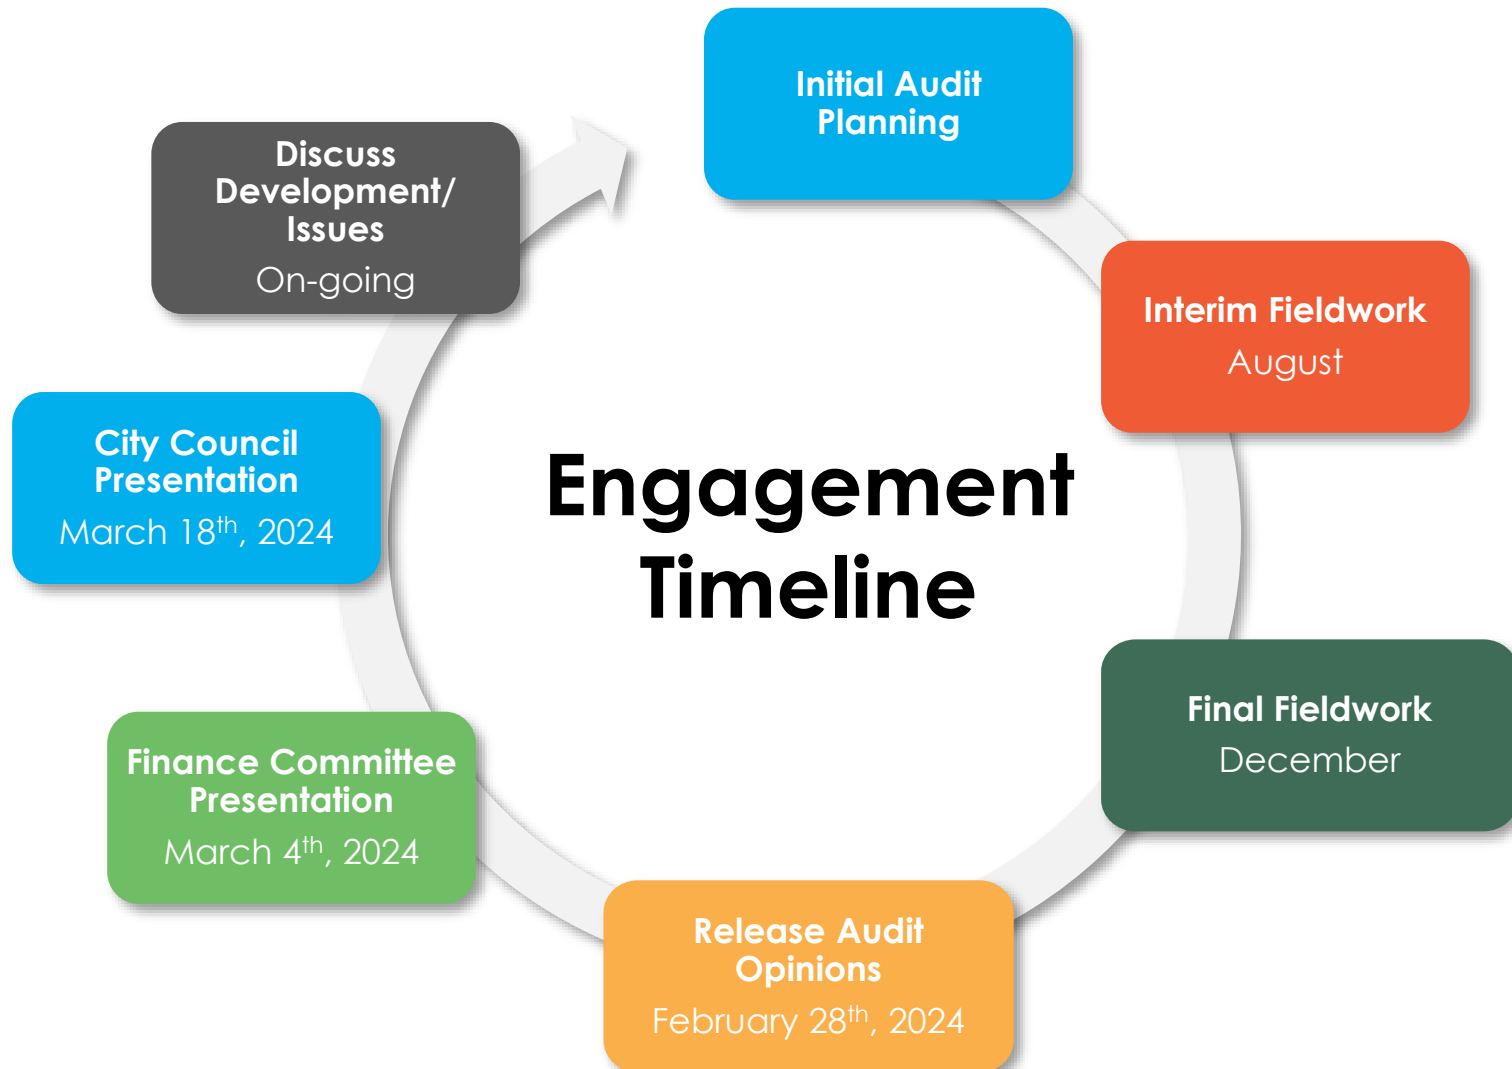 Engagement
Timeline
Initial Audit
Planning
Interim Fieldwork
August
Final Fieldwork
December
Release Audit
Opinions
February 28th, 2024
Finance Committee
Presentation
March 4th, 2024
City Council
Presentation
March 18th, 2024
Discuss
Development/
Issues
On-going